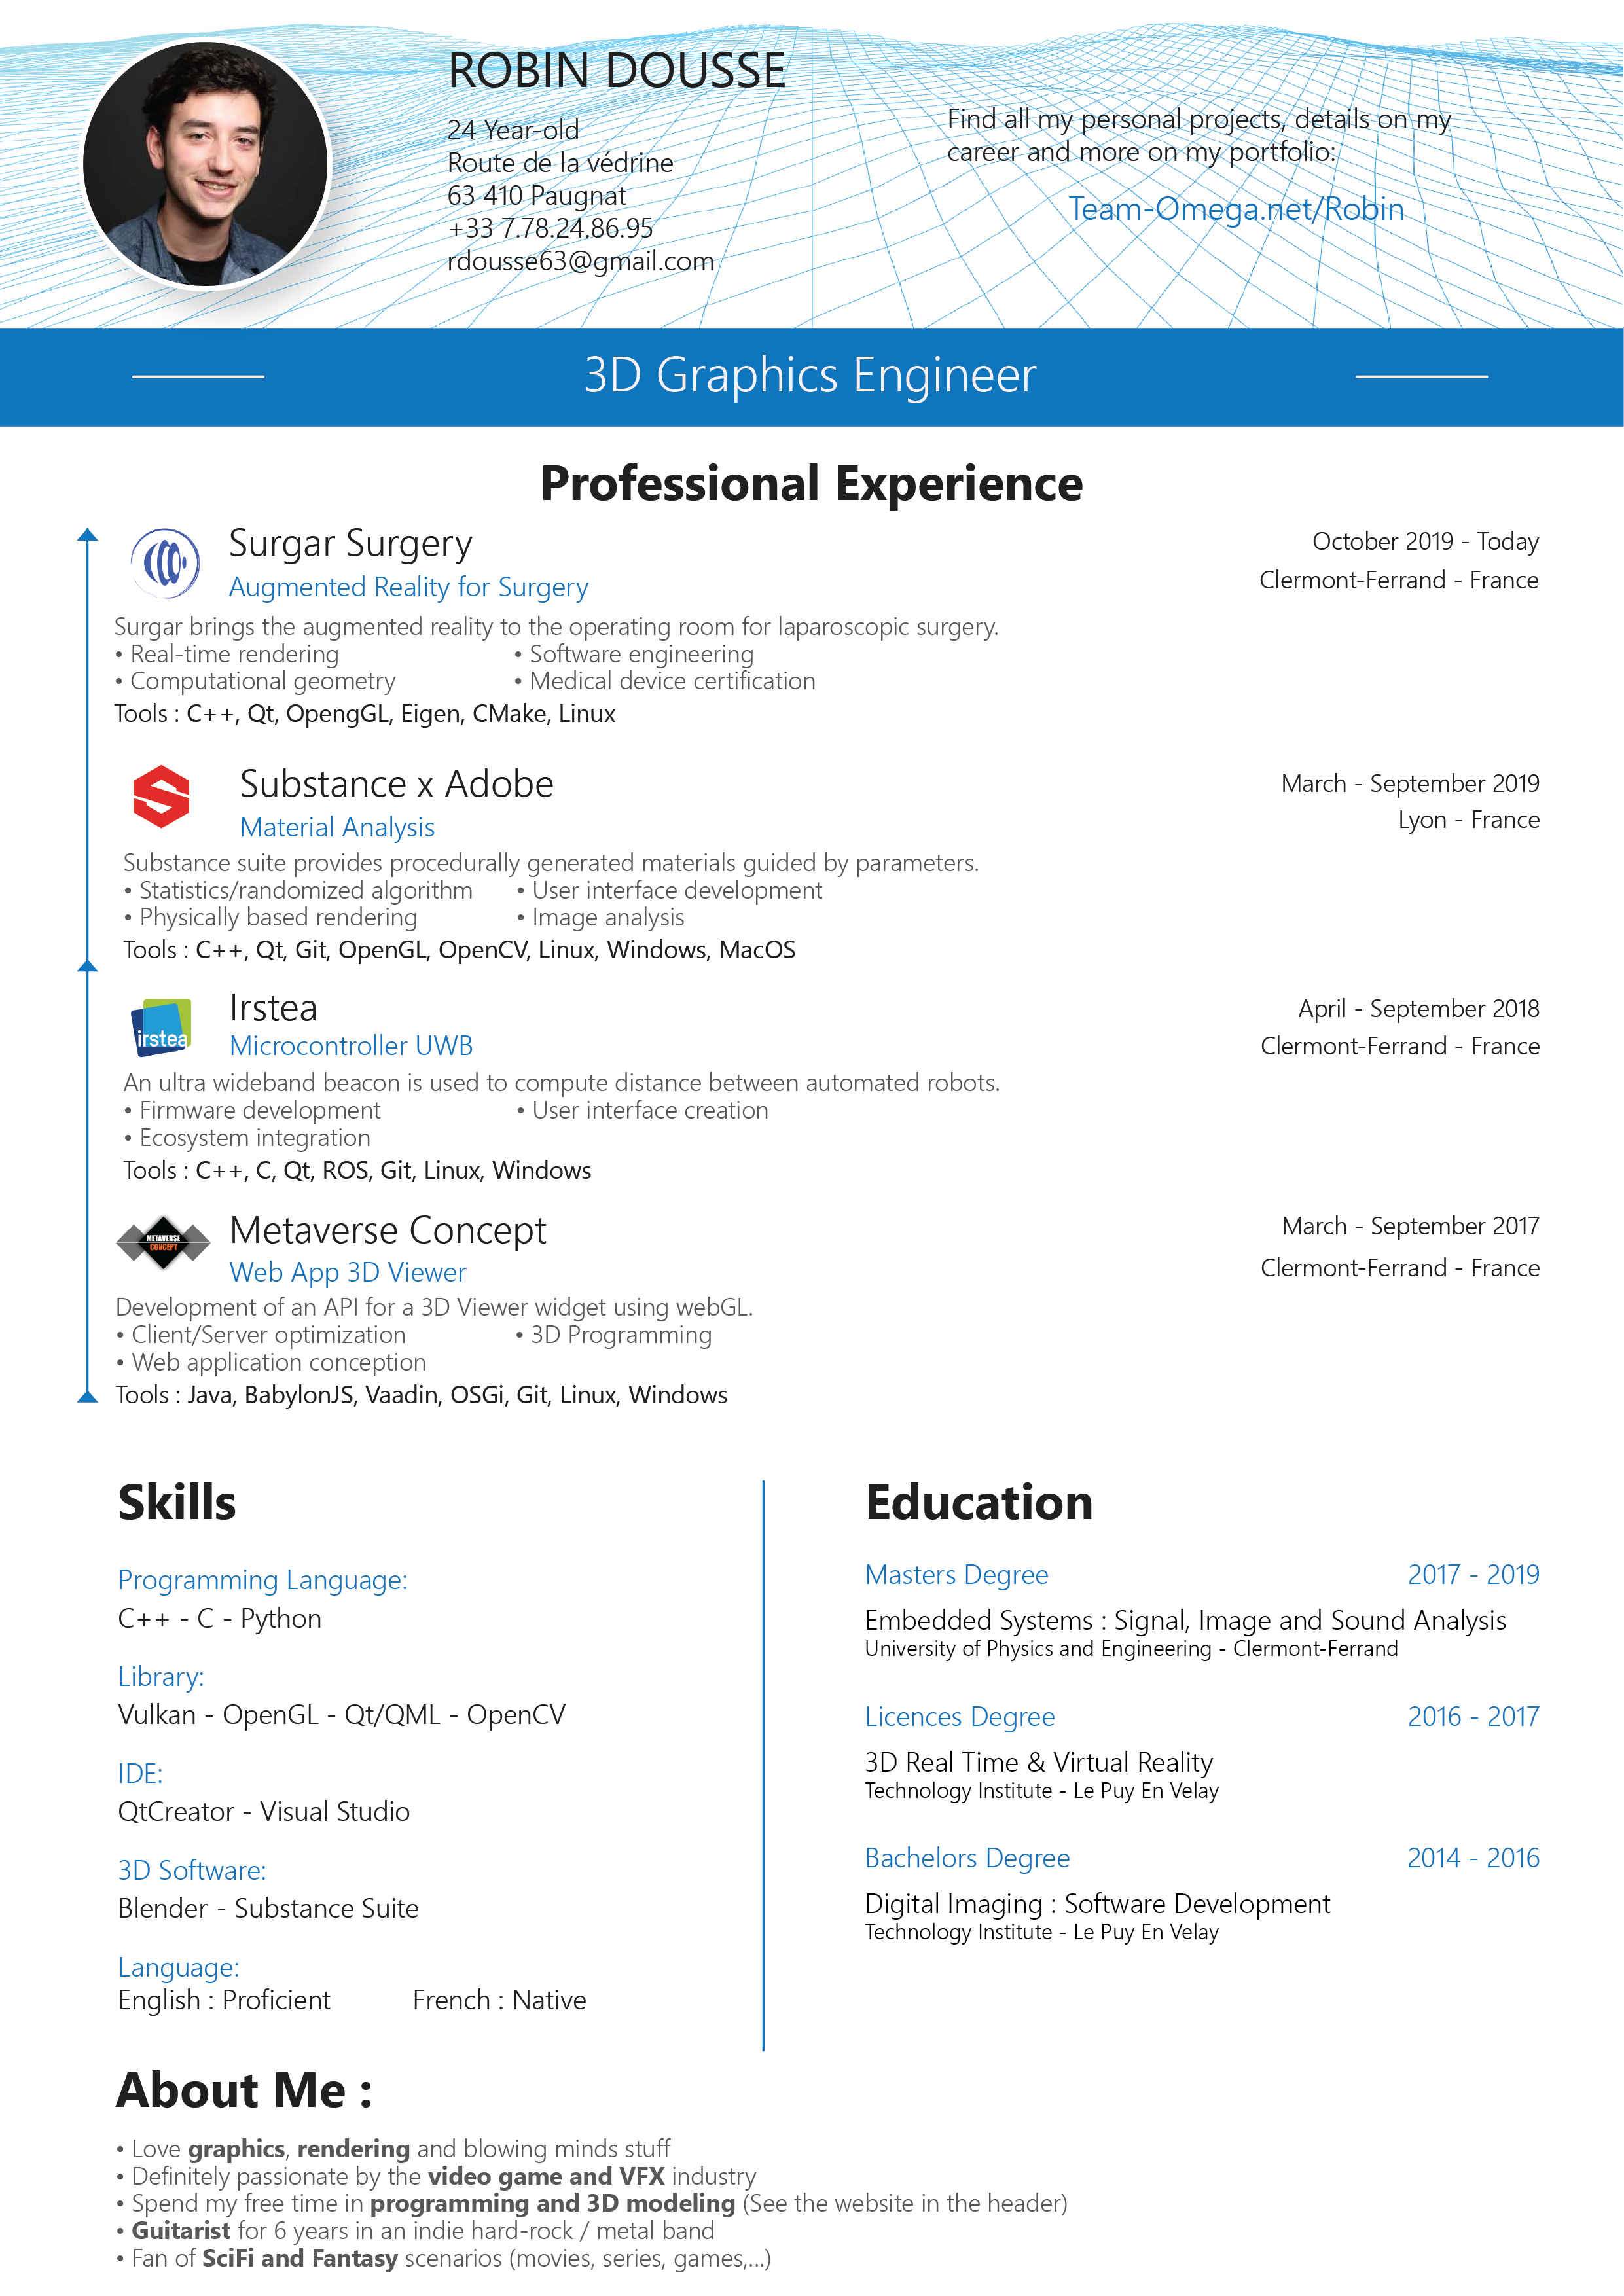 ROBIN DOUSSE
24 Year-old
Route de la védrine
63 410 Paugnat
+33 7.78.24.86.95
rdousse63@gmail.com
Find all my personal projects, details on my
career and more on my portfolio:
Team-Omega.net/Robin
3D Graphics Engineer
Professional Experience
Surgar Surgery
October 2019 - Today
Augmented Reality for Surgery
Clermont-Ferrand - France
Surgar brings the augmented reality to the operating room for laparoscopic surgery.
• Real-time rendering • Software engineering
• Computational geometry • Medical device certification
Tools : C++, Qt, OpengGL, Eigen, CMake, Linux
Substance x Adobe
March - September 2019
Material Analysis
Lyon - France
Substance suite provides procedurally generated materials guided by parameters.
• Statistics/randomized algorithm • User interface development
• Physically based rendering • Image analysis
Tools : C++, Qt, Git, OpenGL, OpenCV, Linux, Windows, MacOS
irstea
Irstea
April - September 2018
Microcontroller UWB
Clermont-Ferrand - France
An ultra wideband beacon is used to compute distance between automated robots.
• Firmware development • User interface creation
• Ecosystem integration
Tools : C++, C, Qt, ROS, Git, Linux, Windows
METAVERSE
CONCEPT
Metaverse Concept
March - September 2017
Web App 3D Viewer
Clermont-Ferrand - France
Development of an API for a 3D Viewer widget using webGL.
• Client/Server optimization • 3D Programming
• Web application conception
Tools : Java, BabylonJS, Vaadin, OSGi, Git, Linux, Windows
Skills
Programming Language:
C++ - C - Python
Library:
Vulkan - OpenGL - Qt/QML - OpenCV
IDE:
QtCreator - Visual Studio
3D Software:
Blender - Substance Suite
Language:
English : Proficient French : Native
Education
Masters Degree 2017 - 2019
Embedded Systems : Signal, Image and Sound Analysis
University of Physics and Engineering - Clermont-Ferrand
Licences Degree 2016 - 2017
3D Real Time & Virtual Reality
Technology Institute - Le Puy En Velay
Bachelors Degree 2014 - 2016
Digital Imaging : Software Development
Technology Institute - Le Puy En Velay
About Me :
• Love graphics, rendering and blowing minds stuff
• Definitely passionate by the video game and VFX industry
• Spend my free time in programming and 3D modeling (See the website in the header)
• Guitarist for 6 years in an indie hard-rock / metal band
• Fan of SciFi and Fantasy scenarios (movies, series, games,...)